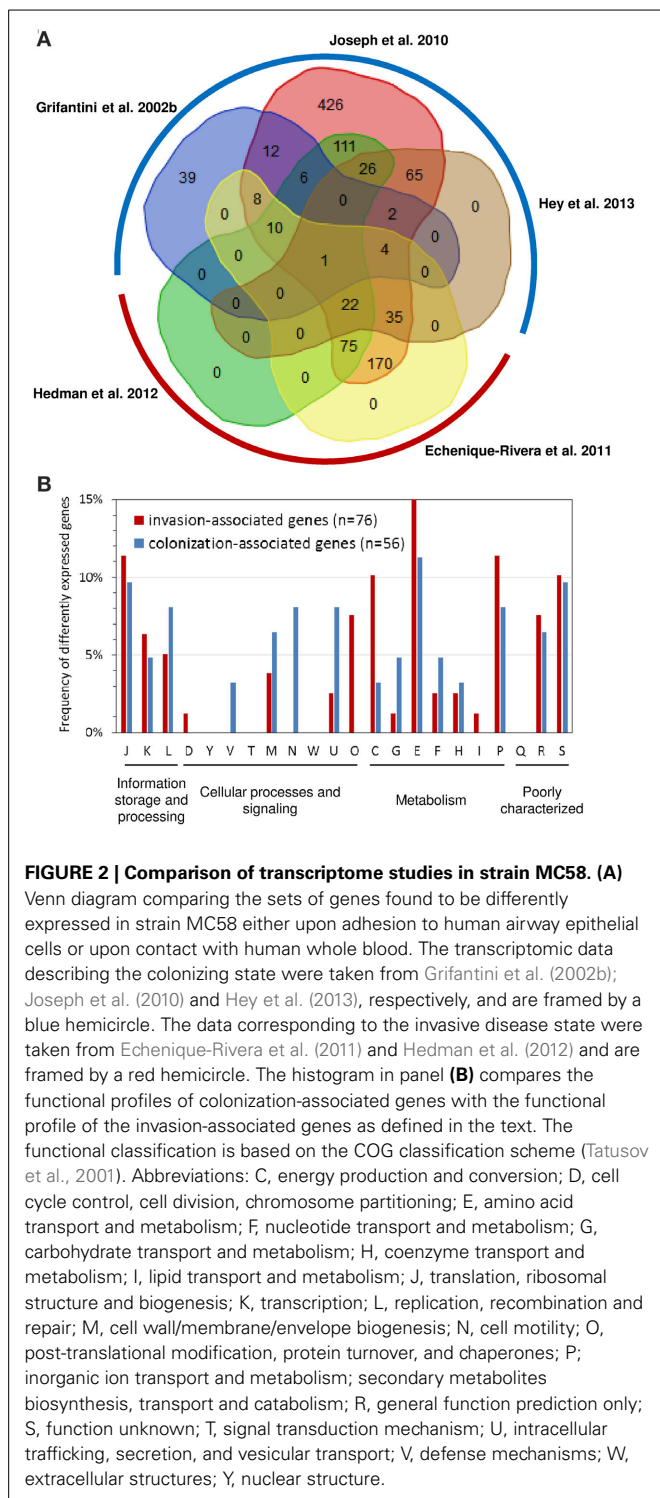 A
Joseph et al. 2010
Grifantini et al. 2002b
426
39
12
111
6
26
65
Hey et al. 2013
0
0
8
0
2
0
10
0
1
4
0
0
0
0
22
35
0
0
0
75
170
0
0
0
Hedman et al. 2012
Echenique-Rivera et al. 2011
B
15%
10%
5%
0%
Frequency of differently expressed genes
invasion-associated genes (n=76)
colonization-associated genes (n=56)
J K L D Y V T M N W U O C G E F H I P Q R S
Information storage and processing
Cellular processes and signaling
Metabolism
Poorly characterized
FIGURE 2 | Comparison of transcriptome studies in strain MC58. (A)
Venn diagram comparing the sets of genes found to be differently
expressed in strain MC58 either upon adhesion to human airway epithelial
cells or upon contact with human whole blood. The transcriptomic data
describing the colonizing state were taken from Grifantini et al. (2002b);
Joseph et al. (2010) and Hey et al. (2013), respectively, and are framed by a
blue hemicircle. The data corresponding to the invasive disease state were
taken from Echenique-Rivera et al. (2011) and Hedman et al. (2012) and are
framed by a red hemicircle. The histogram in panel (B) compares the
functional profiles of colonization-associated genes with the functional
profile of the invasion-associated genes as defined in the text. The
functional classification is based on the COG classification scheme (Tatusov
et al., 2001). Abbreviations: C, energy production and conversion; D, cell
cycle control, cell division, chromosome partitioning; E, amino acid
transport and metabolism; F, nucleotide transport and metabolism; G,
carbohydrate transport and metabolism; H, coenzyme transport and
metabolism; I, lipid transport and metabolism; J, translation, ribosomal
structure and biogenesis; K, transcription; L, replication, recombination and
repair; M, cell wall/membrane/envelope biogenesis; N, cell motility; O,
post-translational modification, protein turnover, and chaperones; P;
inorganic ion transport and metabolism; secondary metabolites
biosynthesis, transport and catabolism; R, general function prediction only;
S, function unknown; T, signal transduction mechanism; U, intracellular
trafficking, secretion, and vesicular transport; V, defense mechanisms; W,
extracellular structures; Y, nuclear structure.